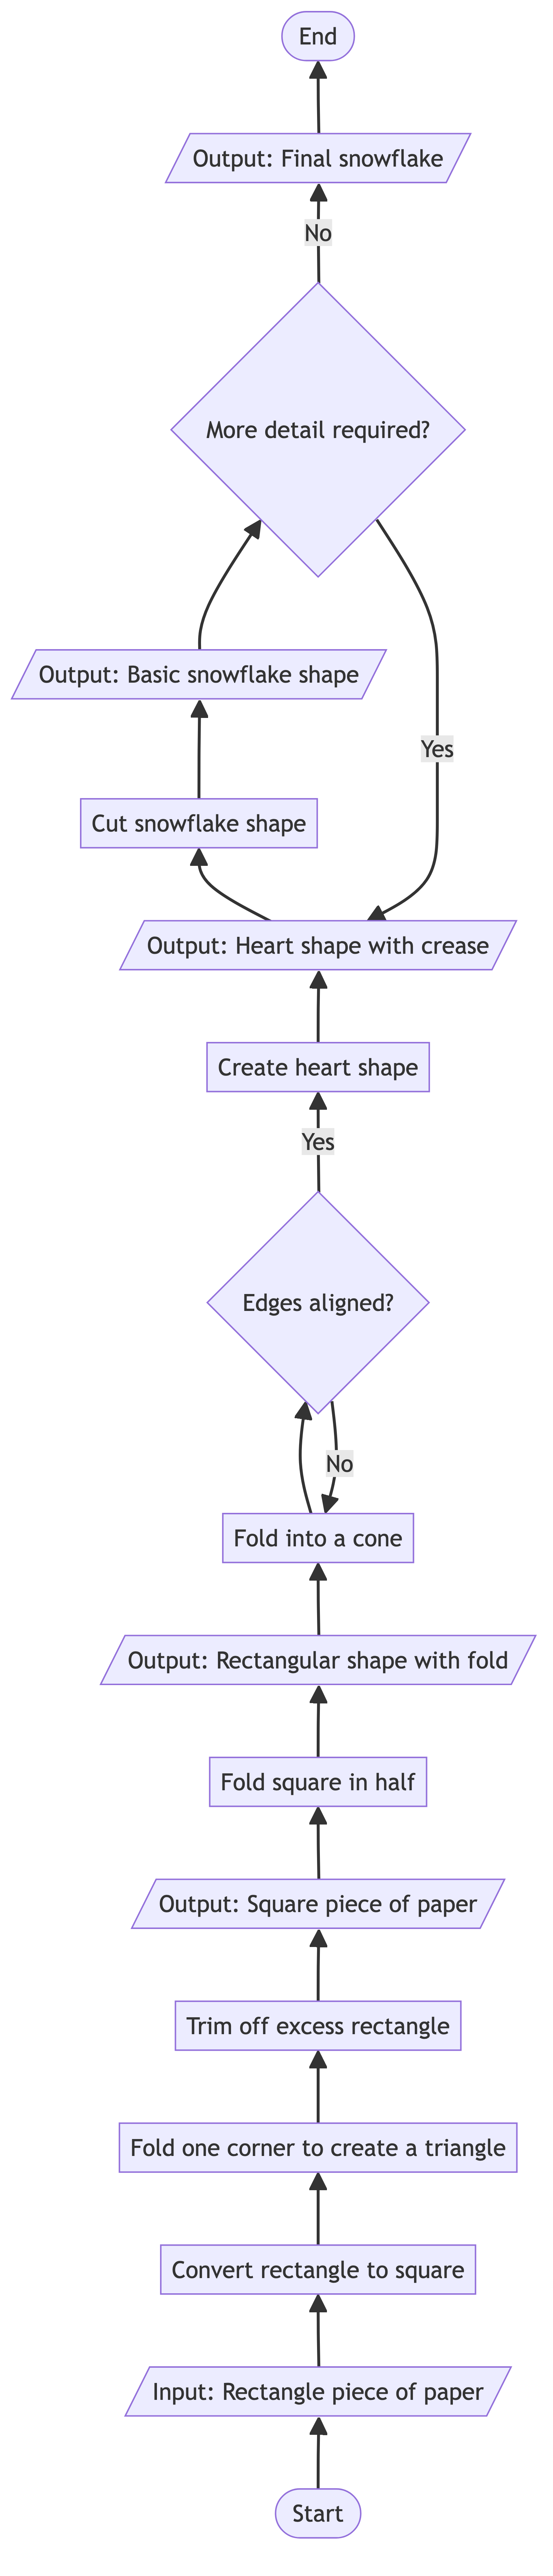 End
Output: Final snowflake
No
More detail required?
Output: Basic snowflake shape
Yes
Cut snowflake shape
Output: Heart shape with crease
Create heart shape
Yes
Edges aligned?
No
Fold into a cone
Output: Rectangular shape with fold
Fold square in half
Output: Square piece of paper
Trim off excess rectangle
Fold one corner to create a triangle
Convert rectangle to square
Input: Rectangle piece of paper
Start